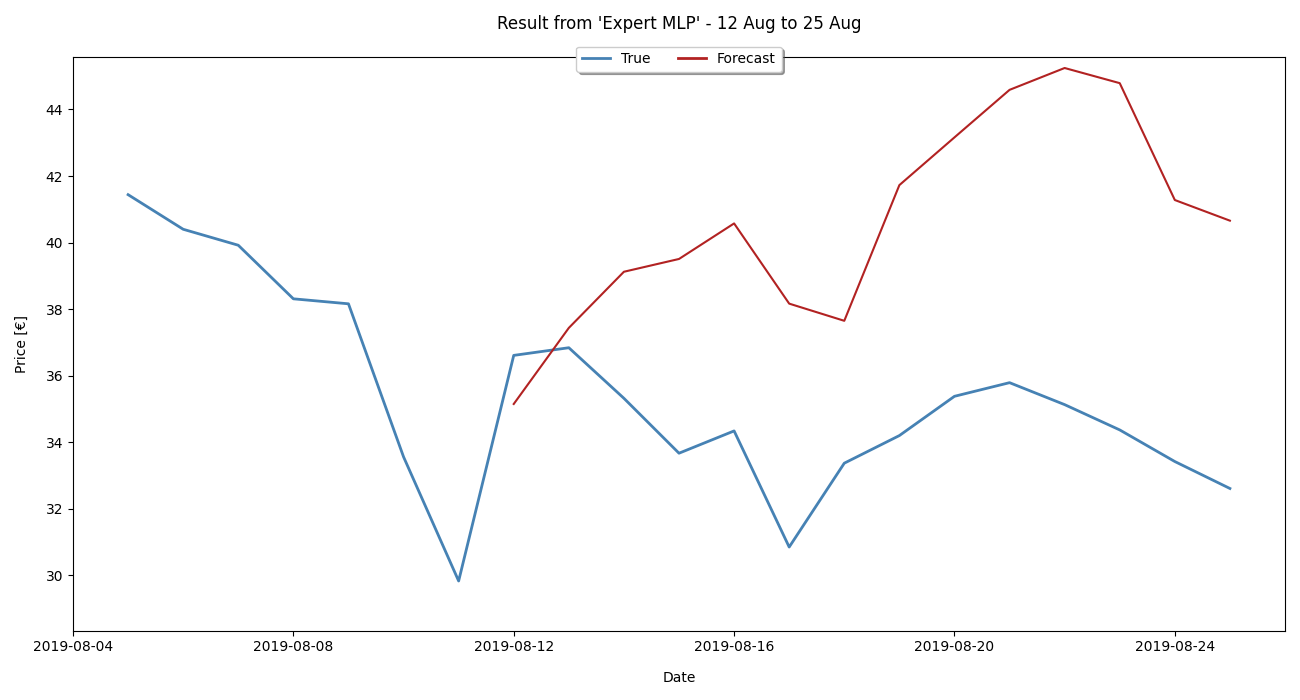 Result from 'Expert MLP' - 12 Aug to 25 Aug
True Forecast
44
42
40
38
36
34
32
30
Price [€]
2019-08-04 2019-08-08 2019-08-12 2019-08-16 2019-08-20 2019-08-24
Date